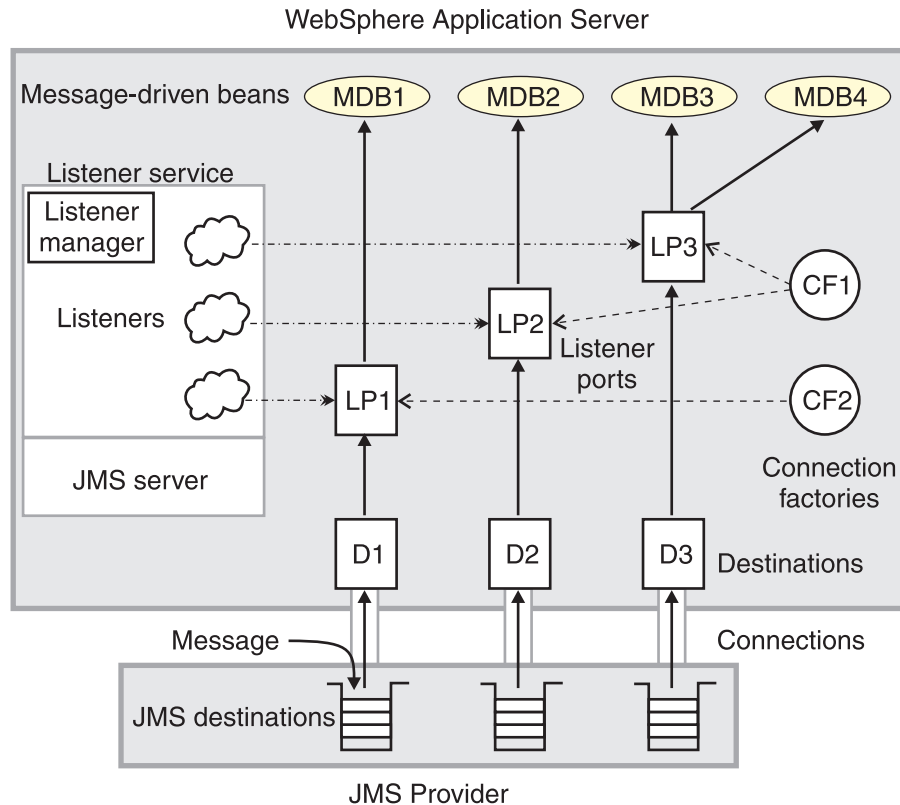 WebSphere Application Server
Message-driven beans
MDB1
MDB2
MDB3
MDB4
Listener service
Listener
manager
LP3
CF1
Listeners
LP2
Listener
ports
LP1
CF2
JMS server
Connection
factories
D1
D2
D3
Destinations
Message
Connections
JMS destinations
JMS Provider